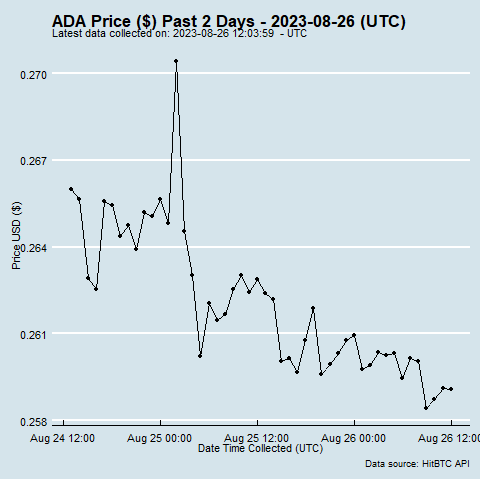 ADA Price ($) Past 2 Days - 2023-08-26 (UTC)
Latest data collected on: 2023-08-26 12:03:59 - UTC
0.270
0.267
0.264
0.261
0.258
Price USD ($)
Aug 24 12:00 Aug 25 00:00 Aug 25 12:00 Aug 26 00:00 Aug 26 12:00
Date Time Collected (UTC)
Data source: HitBTC API